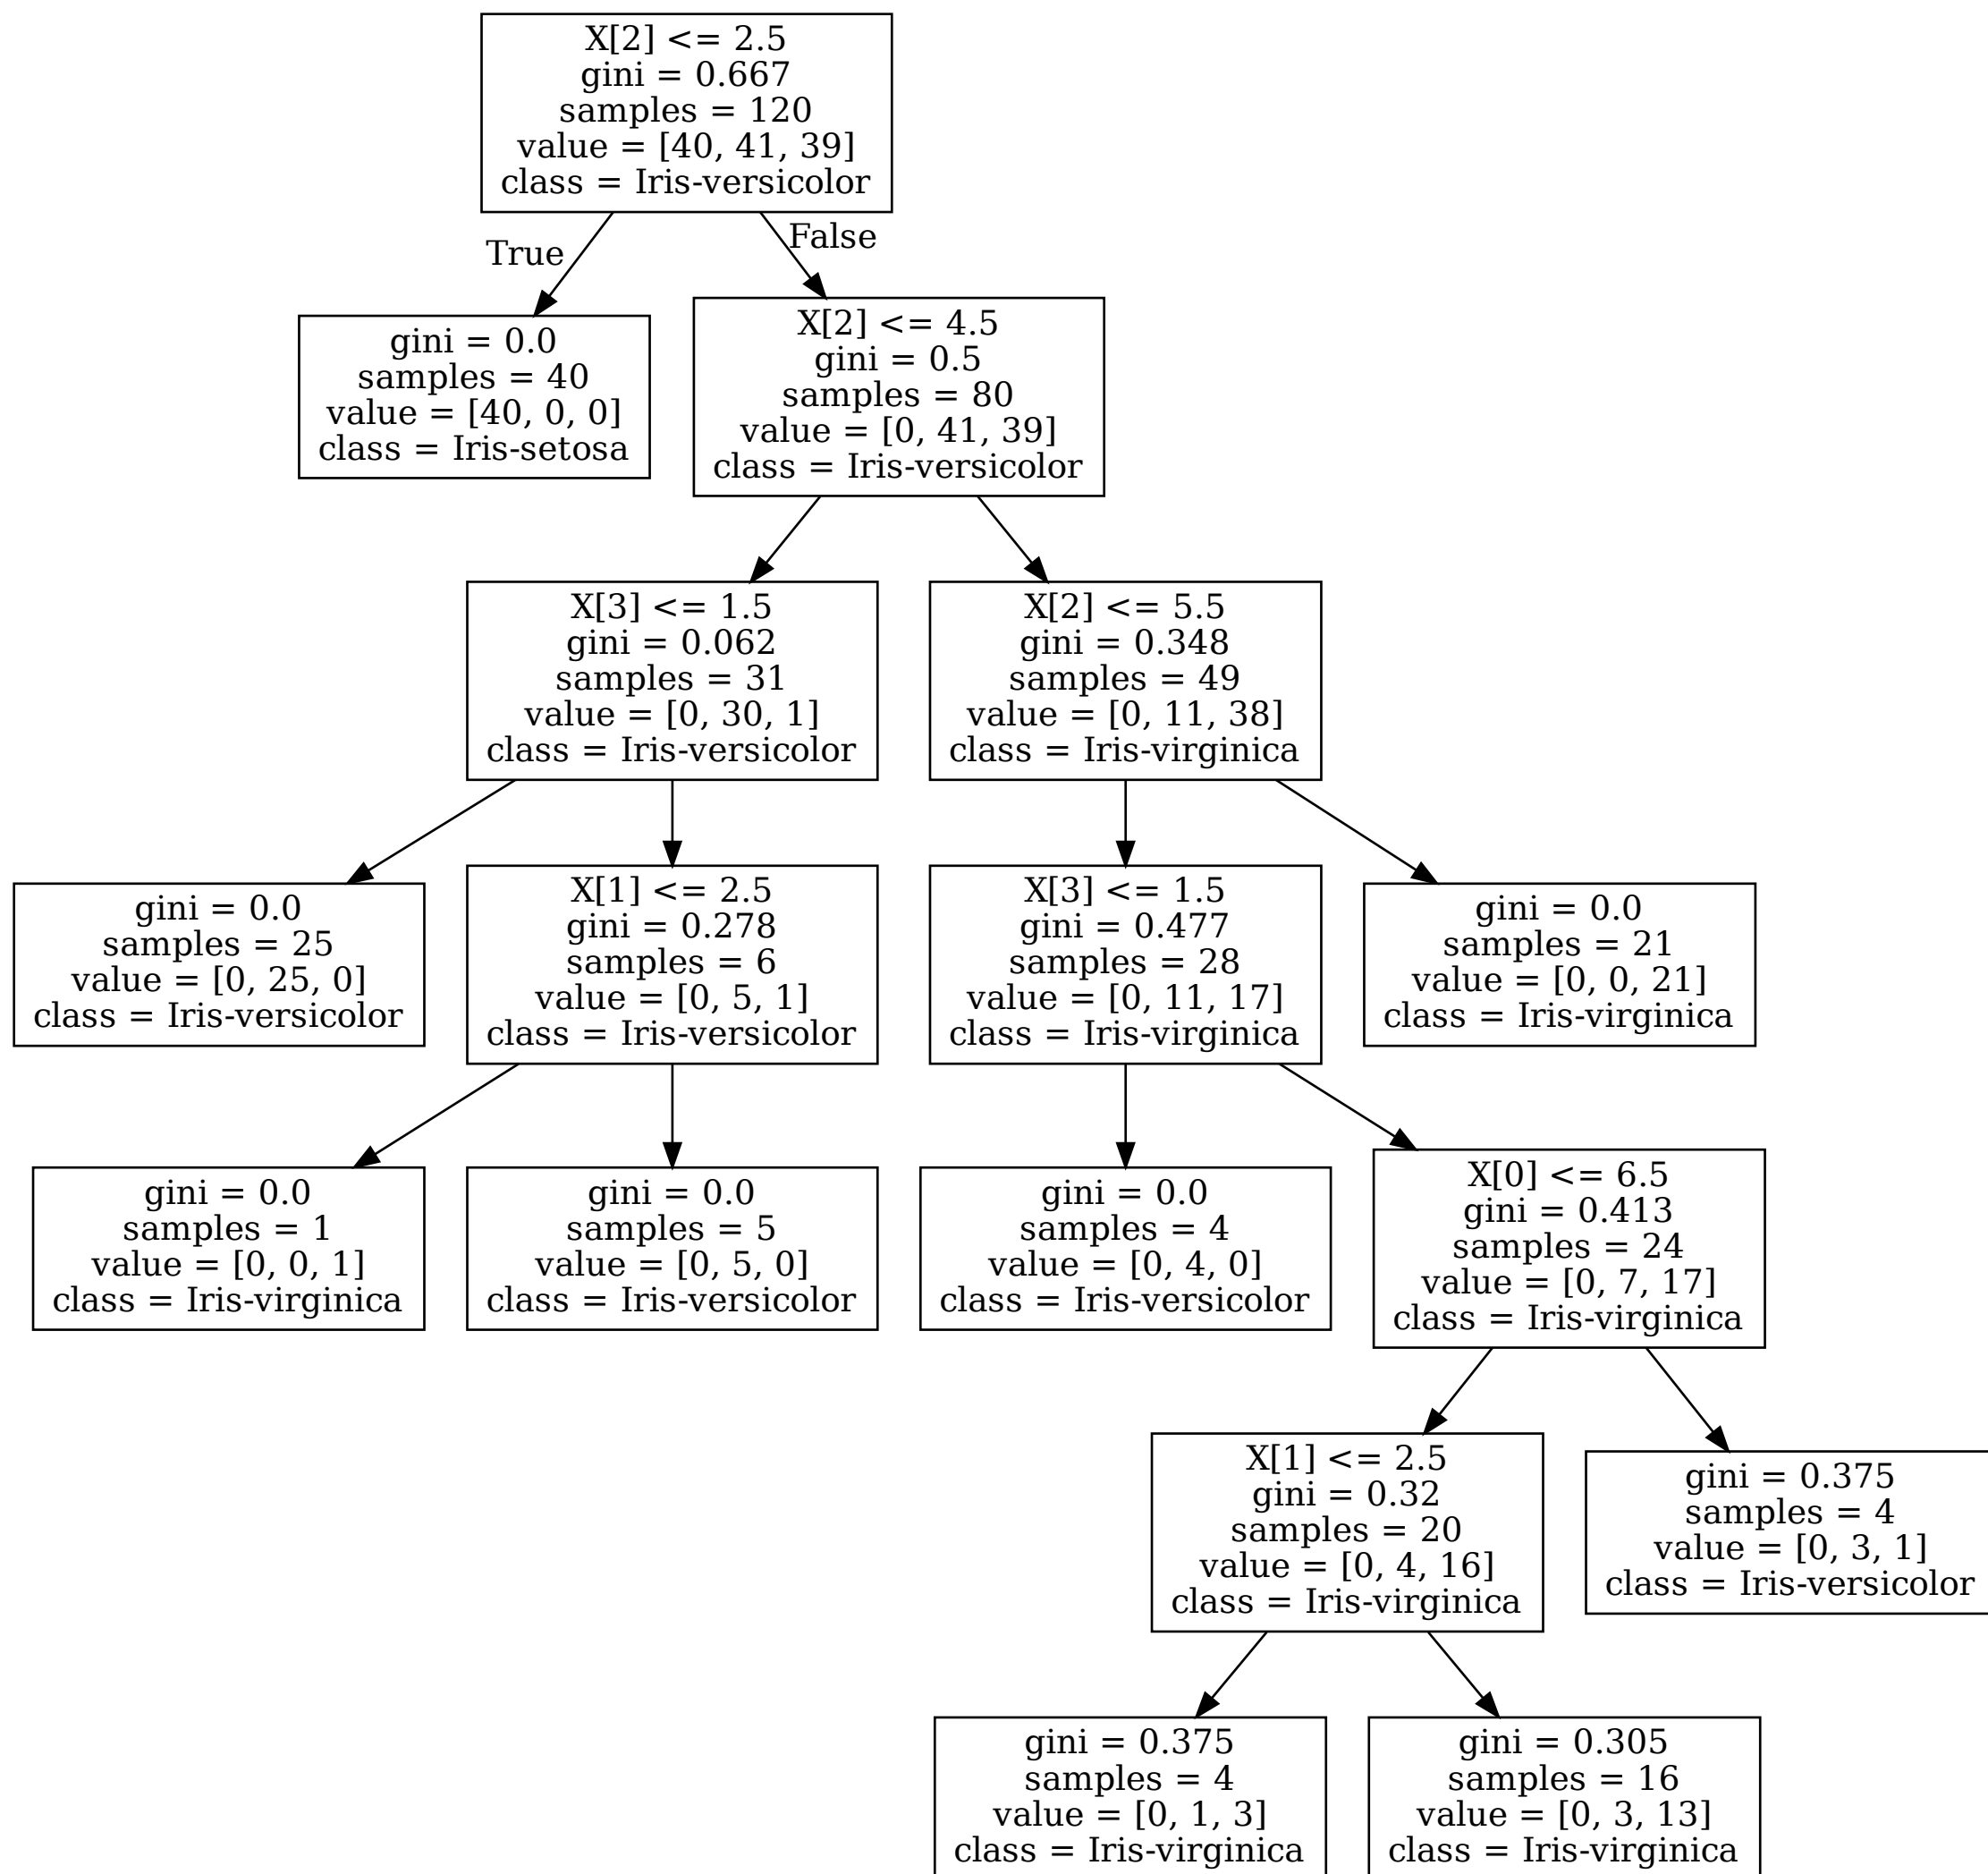 X[2] <= 2.5
gini = 0.667
samples = 120
value = [40, 41, 39]
class = Iris-versicolor
True
False
gini = 0.0
samples = 40
value = [40, 0, 0]
class = Iris-setosa
X[2] <= 4.5
gini = 0.5
samples = 80
value = [0, 41, 39]
class = Iris-versicolor
X[3] <= 1.5
gini = 0.062
samples = 31
value = [0, 30, 1]
class = Iris-versicolor
X[2] <= 5.5
gini = 0.348
samples = 49
value = [0, 11, 38]
class = Iris-virginica
gini = 0.0
samples = 25
value = [0, 25, 0]
class = Iris-versicolor
X[1] <= 2.5
gini = 0.278
samples = 6
value = [0, 5, 1]
class = Iris-versicolor
X[3] <= 1.5
gini = 0.477
samples = 28
value = [0, 11, 17]
class = Iris-virginica
gini = 0.0
samples = 21
value = [0, 0, 21]
class = Iris-virginica
gini = 0.0
samples = 1
value = [0, 0, 1]
class = Iris-virginica
gini = 0.0
samples = 5
value = [0, 5, 0]
class = Iris-versicolor
gini = 0.0
samples = 4
value = [0, 4, 0]
class = Iris-versicolor
X[0] <= 6.5
gini = 0.413
samples = 24
value = [0, 7, 17]
class = Iris-virginica
X[1] <= 2.5
gini = 0.32
samples = 20
value = [0, 4, 16]
class = Iris-virginica
gini = 0.375
samples = 4
value = [0, 3, 1]
class = Iris-versicolor
gini = 0.375
samples = 4
value = [0, 1, 3]
class = Iris-virginica
gini = 0.305
samples = 16
value = [0, 3, 13]
class = Iris-virginica